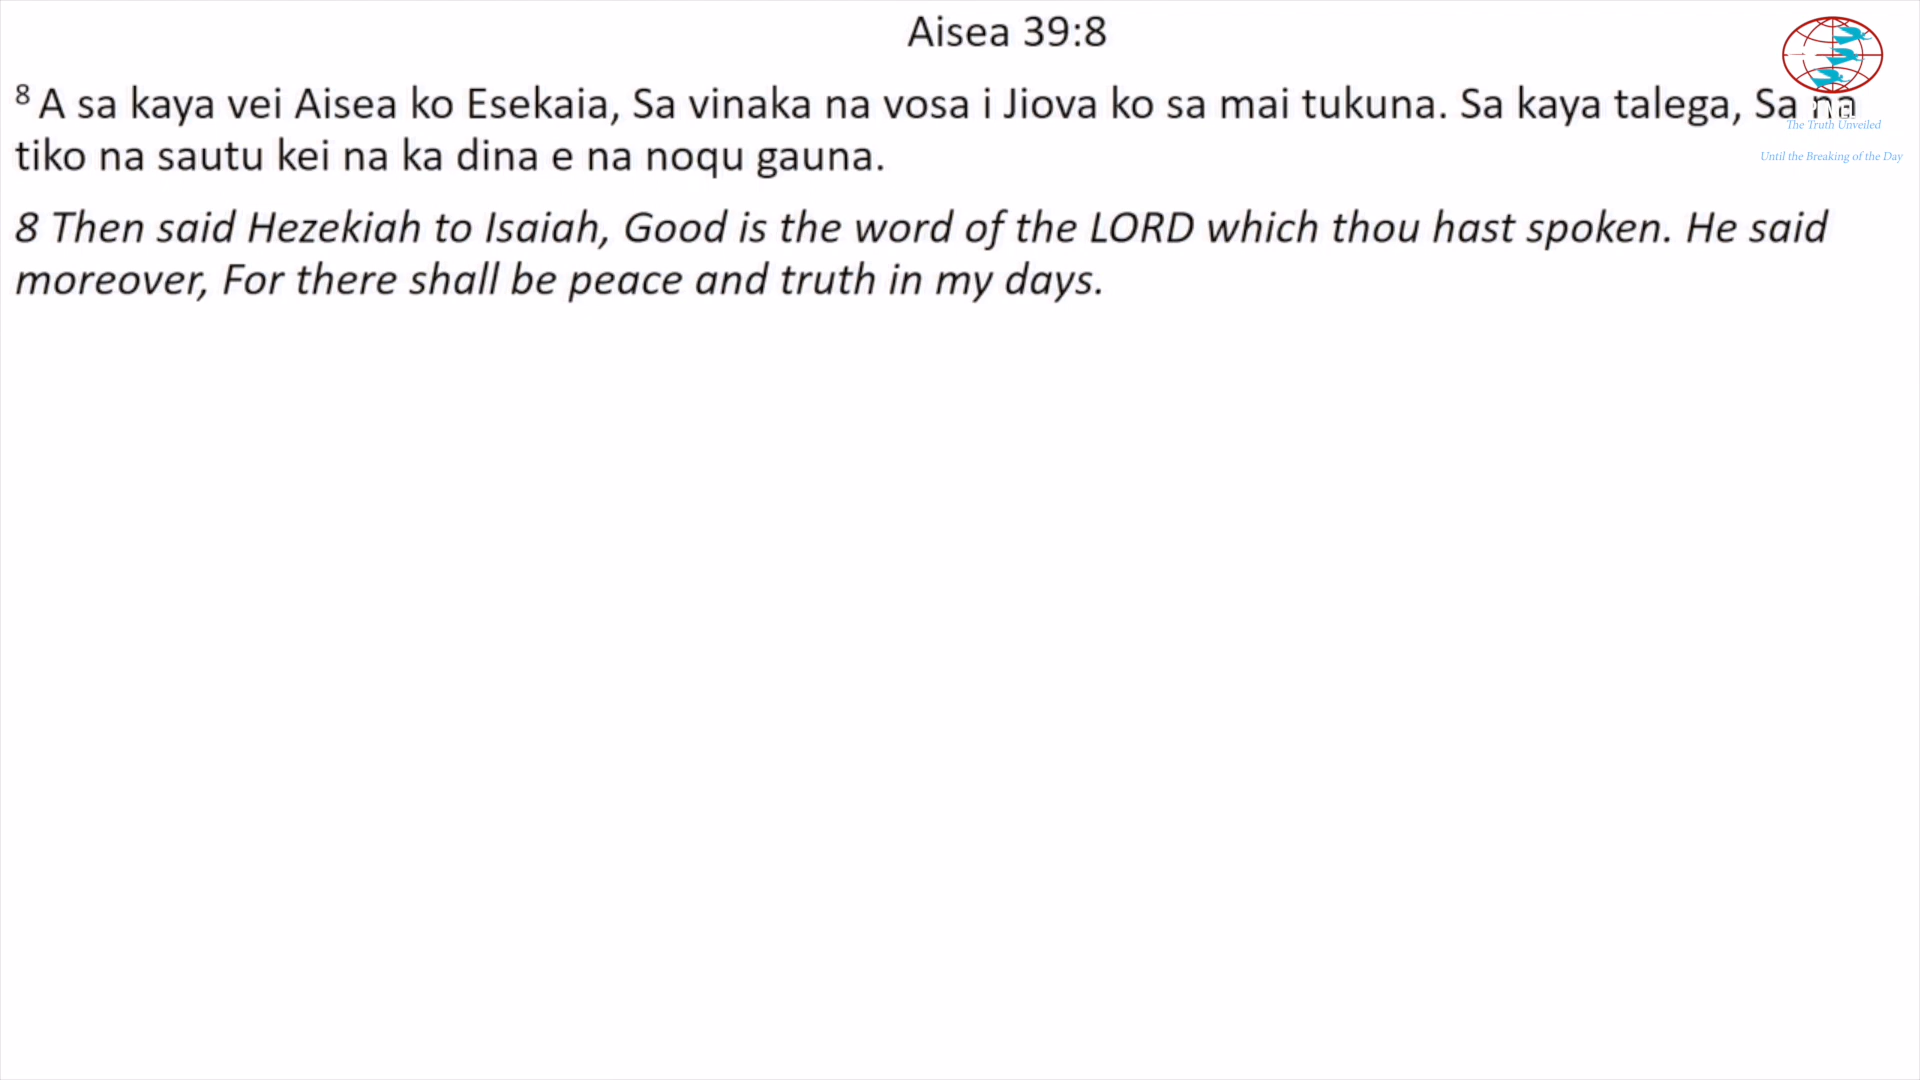 Aisea 39:8
8 A sa kaya vei Aisea ko Esekaia, Sa vinaka na vosa i Jiova ko sa mai tukuna. Sa kaya talega, Sa na
tiko na sautu kei na ka dina e na noqu gauna.
8 Then said Hezekiah to Isaiah, Good is the word of the LORD which thou hast spoken. He said
moreover, For there shall be peace and truth in my days.
The Truth Unveiled
Until the Breaking of the Day